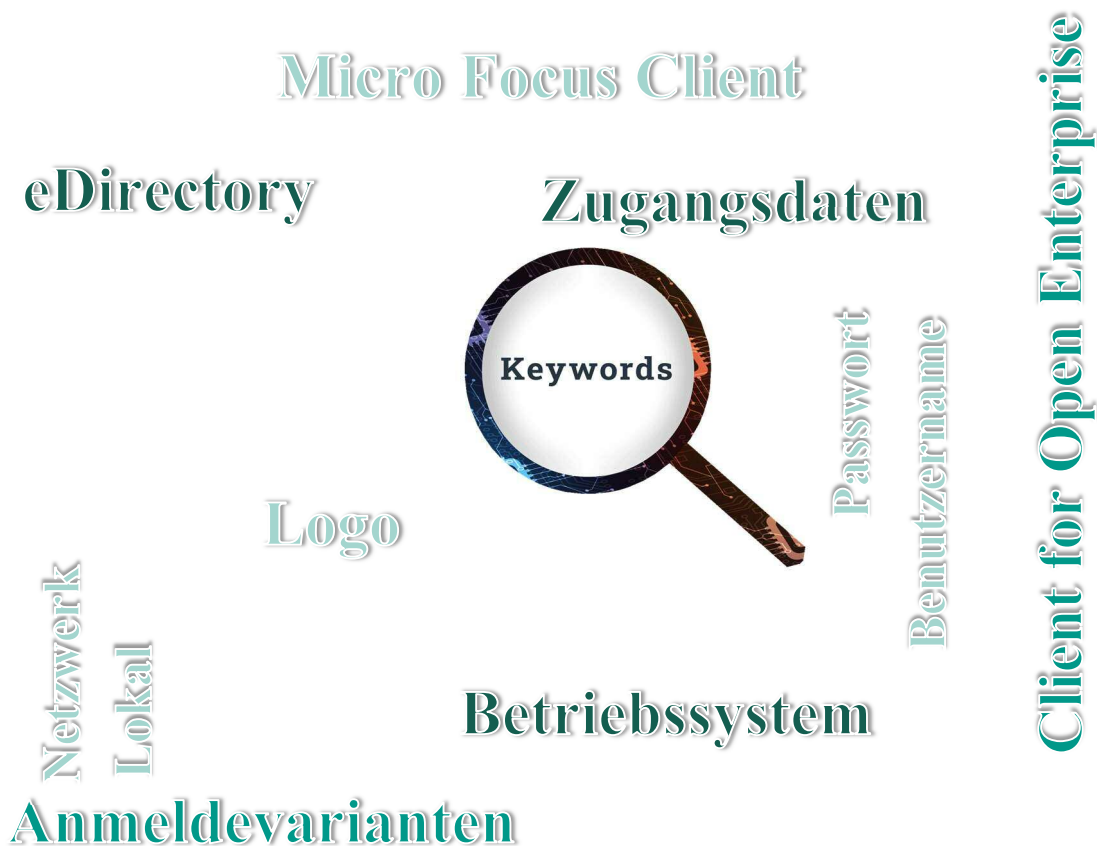 Micro Focus Client
eDirectory
Zugangsdaten
Keywords
Passwort
Benutzername
Client for Open Enterprise
Logo
Netzwerk
Lokal
Betriebssystem
Anmeldevarianten